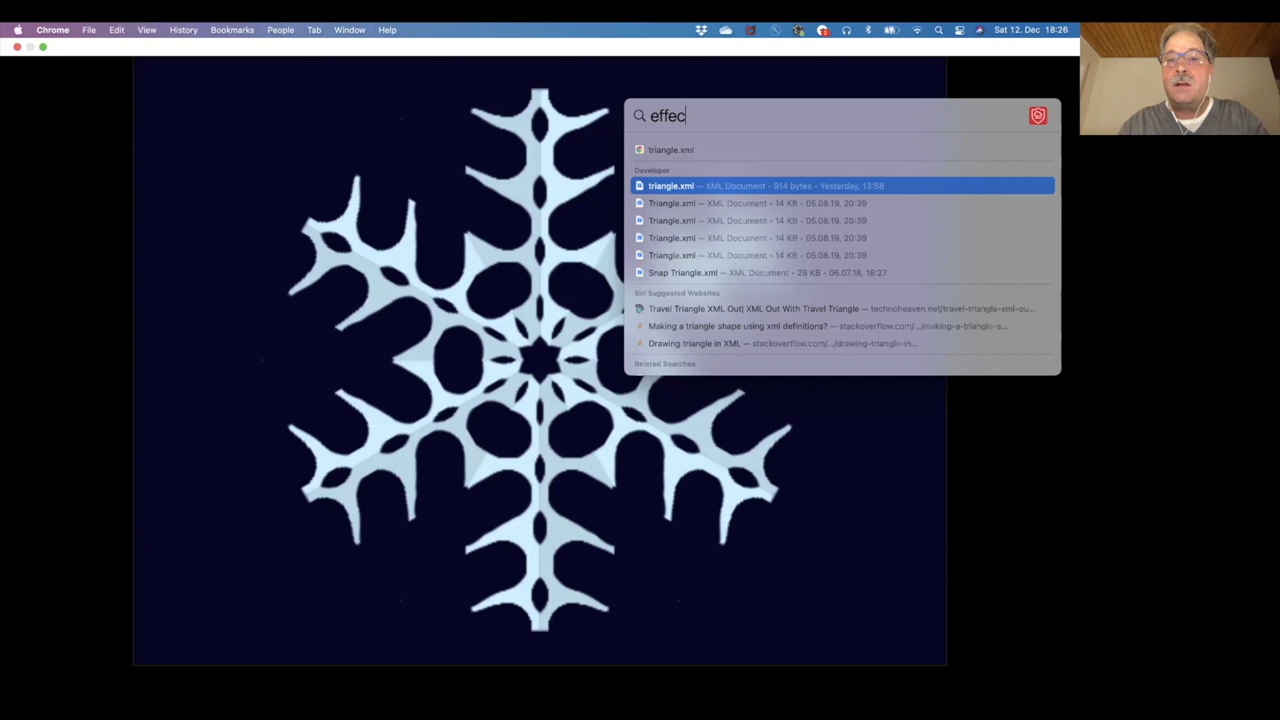 Chrome File Edit View History Bookmarks People Tab Window Help Sat 12. Dec 18:26
effec
triangle.xml
Developer
triangle.xml — XML Document • 914 bytes • Yesterday, 13:58
Triangle.xml — XML Document • 14 KB • 05.08.19, 20:39
Triangle.xml — XML Document • 14 KB • 05.08.19, 20:39
Triangle.xml — XML Document • 14 KB • 05.08.19, 20:39
Triangle.xml — XML Document • 14 KB • 05.08.19, 20:39
Snap Triangle.xml — XML Document • 29 KB • 06.07.18, 18:27
Siri Suggested Websites
Travel Triangle XML Out| XML Out With Travel Triangle — technoheaven.net/travel-triangle-xml-ou...
Making a triangle shape using xml definitions? — stackoverflow.com/.../making-a-triangle-s...
Drawing triangle in XML — stackoverflow.com/.../drawing-triangle-in...
Related Searches